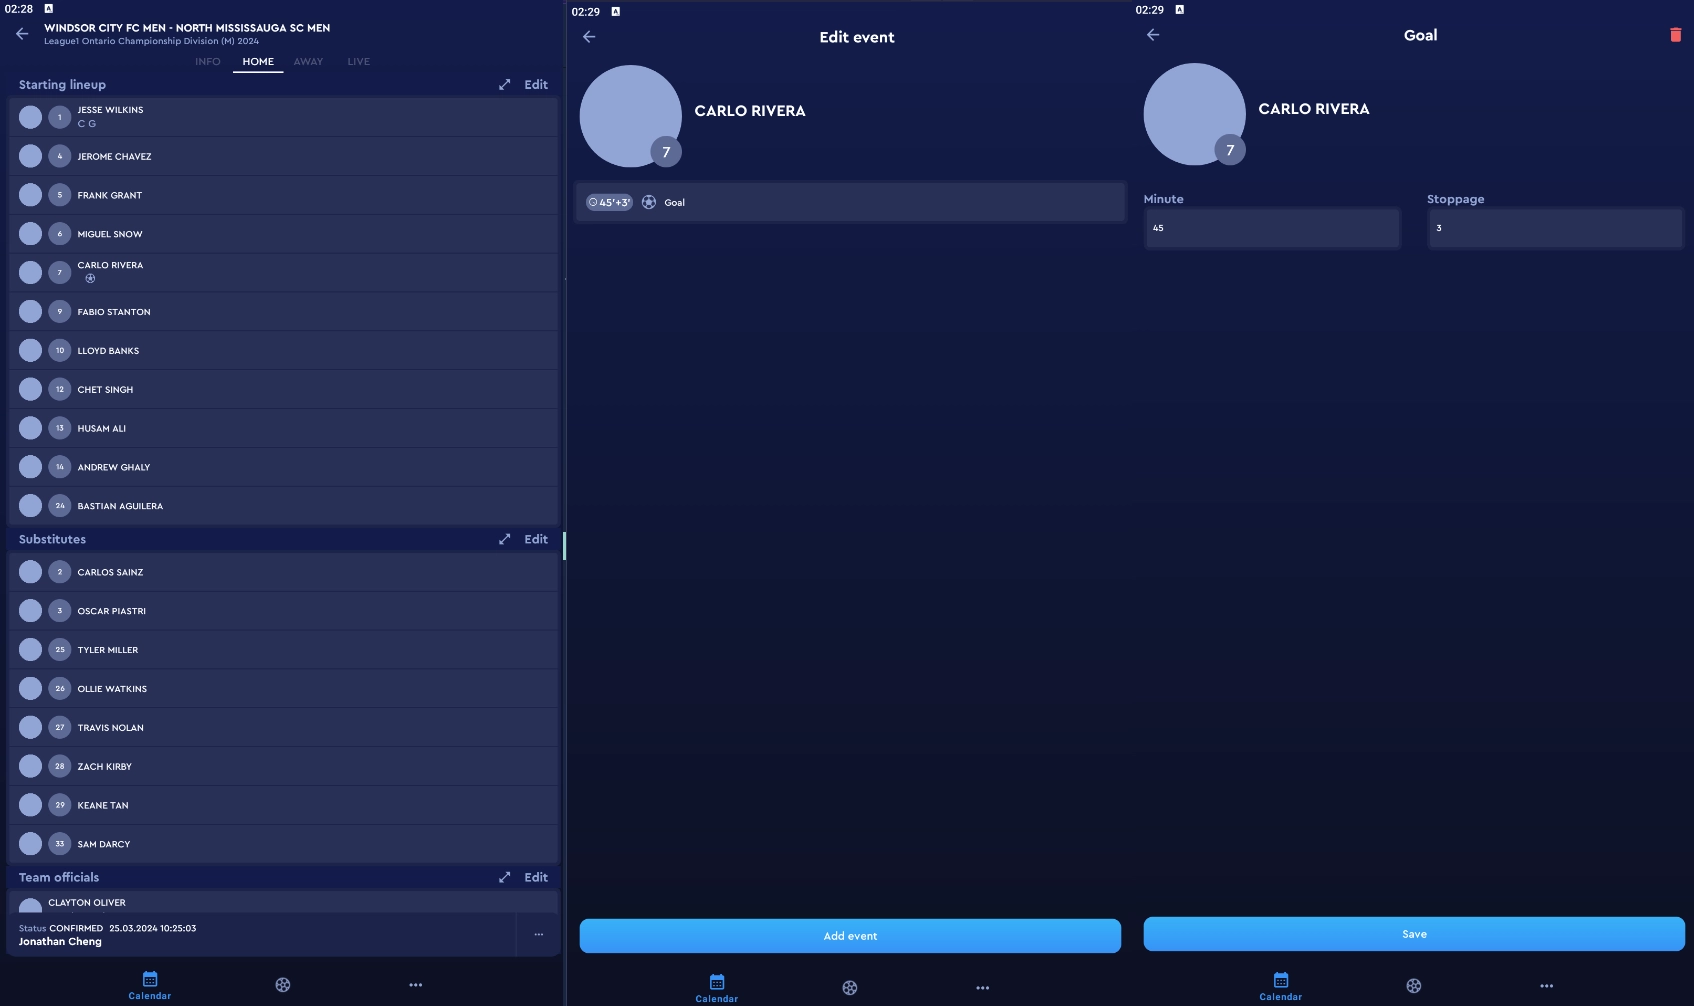 02:28 A
WINDSOR CITY FC MEN - NORTH MISSISSAUGA SC MEN
League1 Ontario Championship Division (M) 2024
INFO HOME AWAY LIVE
Starting lineup Edit
1 JESSE WILKINS
C G
4 JEROME CHAVEZ
5 FRANK GRANT
6 MIGUEL SNOW
7 CARLO RIVERA
9 FABIO STANTON
10 LLOYD BANKS
12 CHET SINGH
13 HUSAM ALI
14 ANDREW GHALY
24 BASTIAN AGUILERA
Substitutes Edit
2 CARLOS SAINZ
3 OSCAR PIASTRI
25 TYLER MILLER
26 OLLIE WATKINS
27 TRAVIS NOLAN
28 ZACH KIRBY
29 KEANE TAN
33 SAM DARCY
Team officials Edit
CLAYTON OLIVER
Status CONFIRMED 25.03.2024 10:25:03
Jonathan Cheng
Calendar
02:29 A
Edit event
CARLO RIVERA
7
45'+3' Goal
Add event
Calendar
02:29 A
Goal
CARLO RIVERA
7
Minute Stoppage
45 3
Save
Calendar